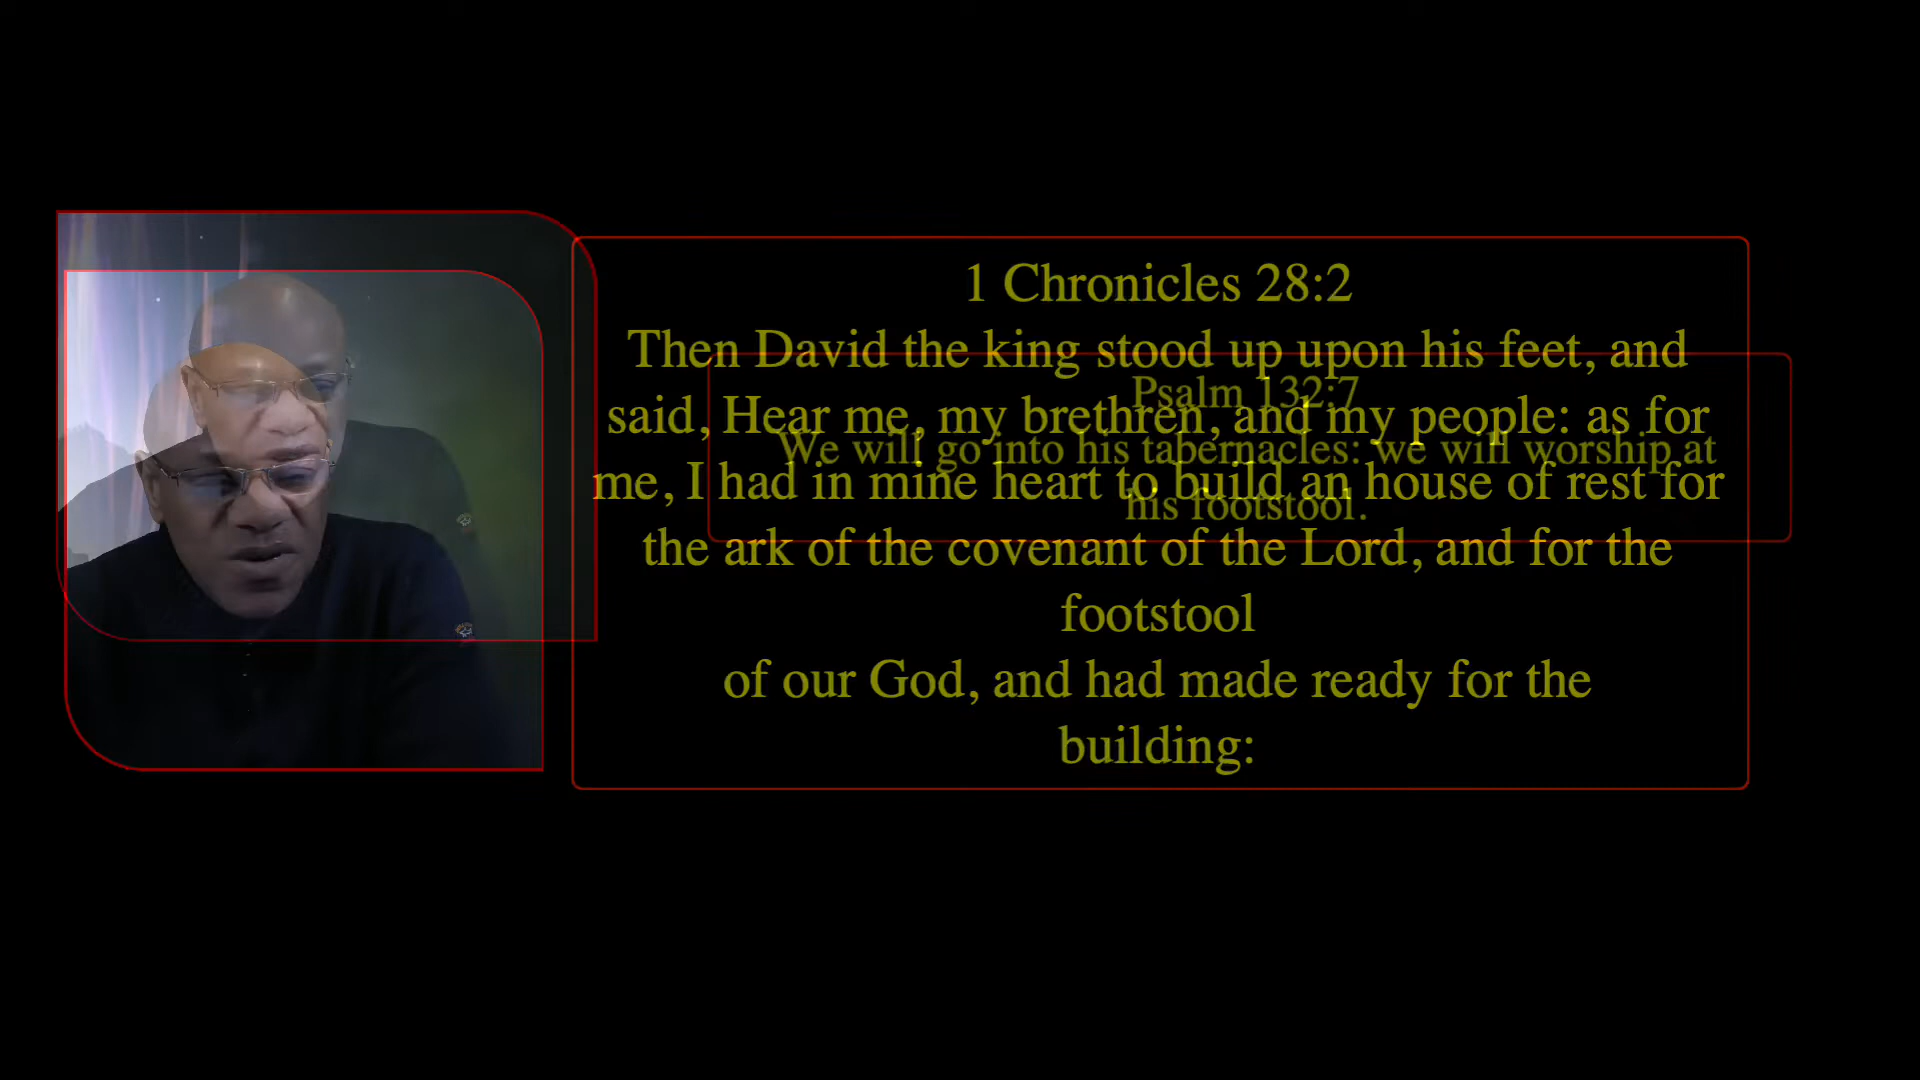 1 Chronicles 28:2
Then David the king stood up upon his feet, and
said, Hear me, my brethren, and my people: as for
me, I had in mine heart to build an house of rest for
the ark of the covenant of the Lord, and for the
footstool
of our God, and had made ready for the
building:
Psalm 132:7
We will go into his tabernacles: we will worship at
his footstool.